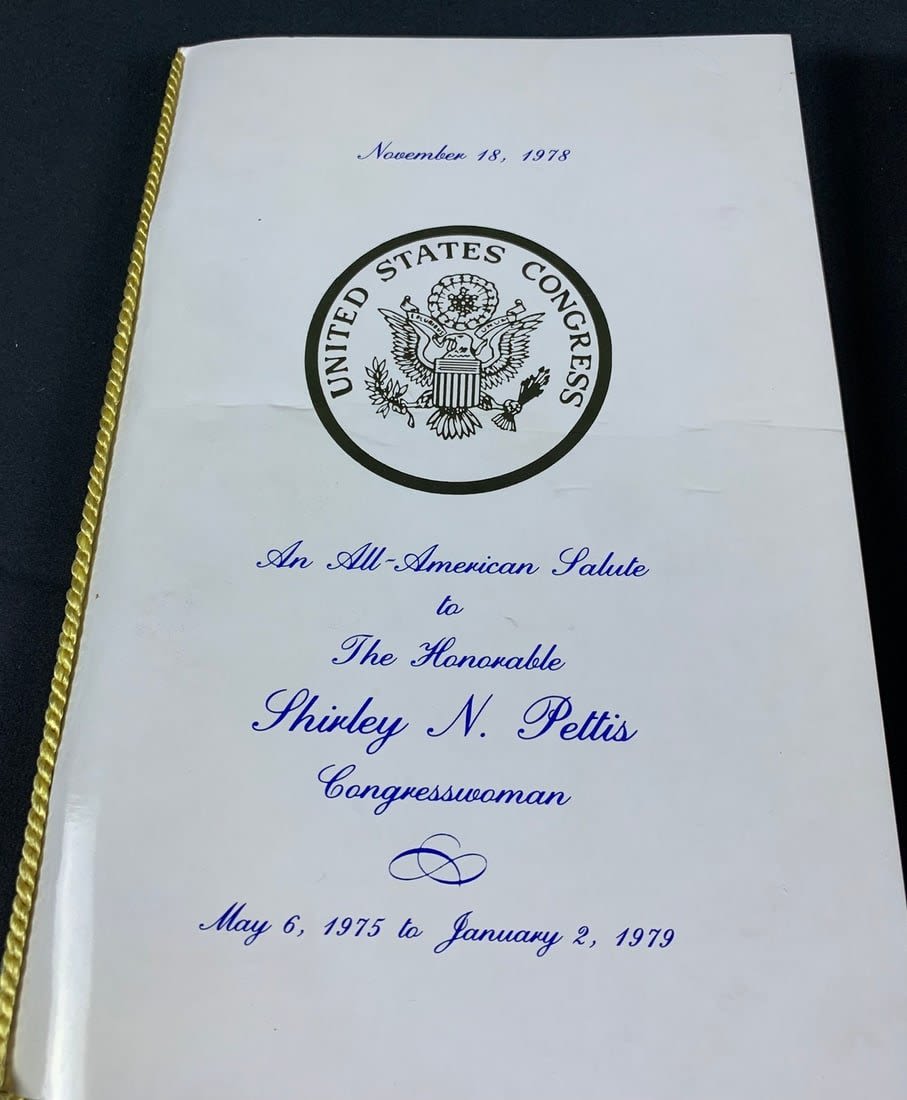 November 18, 1978
UNITED STATES CONGRESS
An All-American Salute
to
The Honorable
Shirley N. Pettis
Congresswoman
May 6, 1975 to January 2, 1979